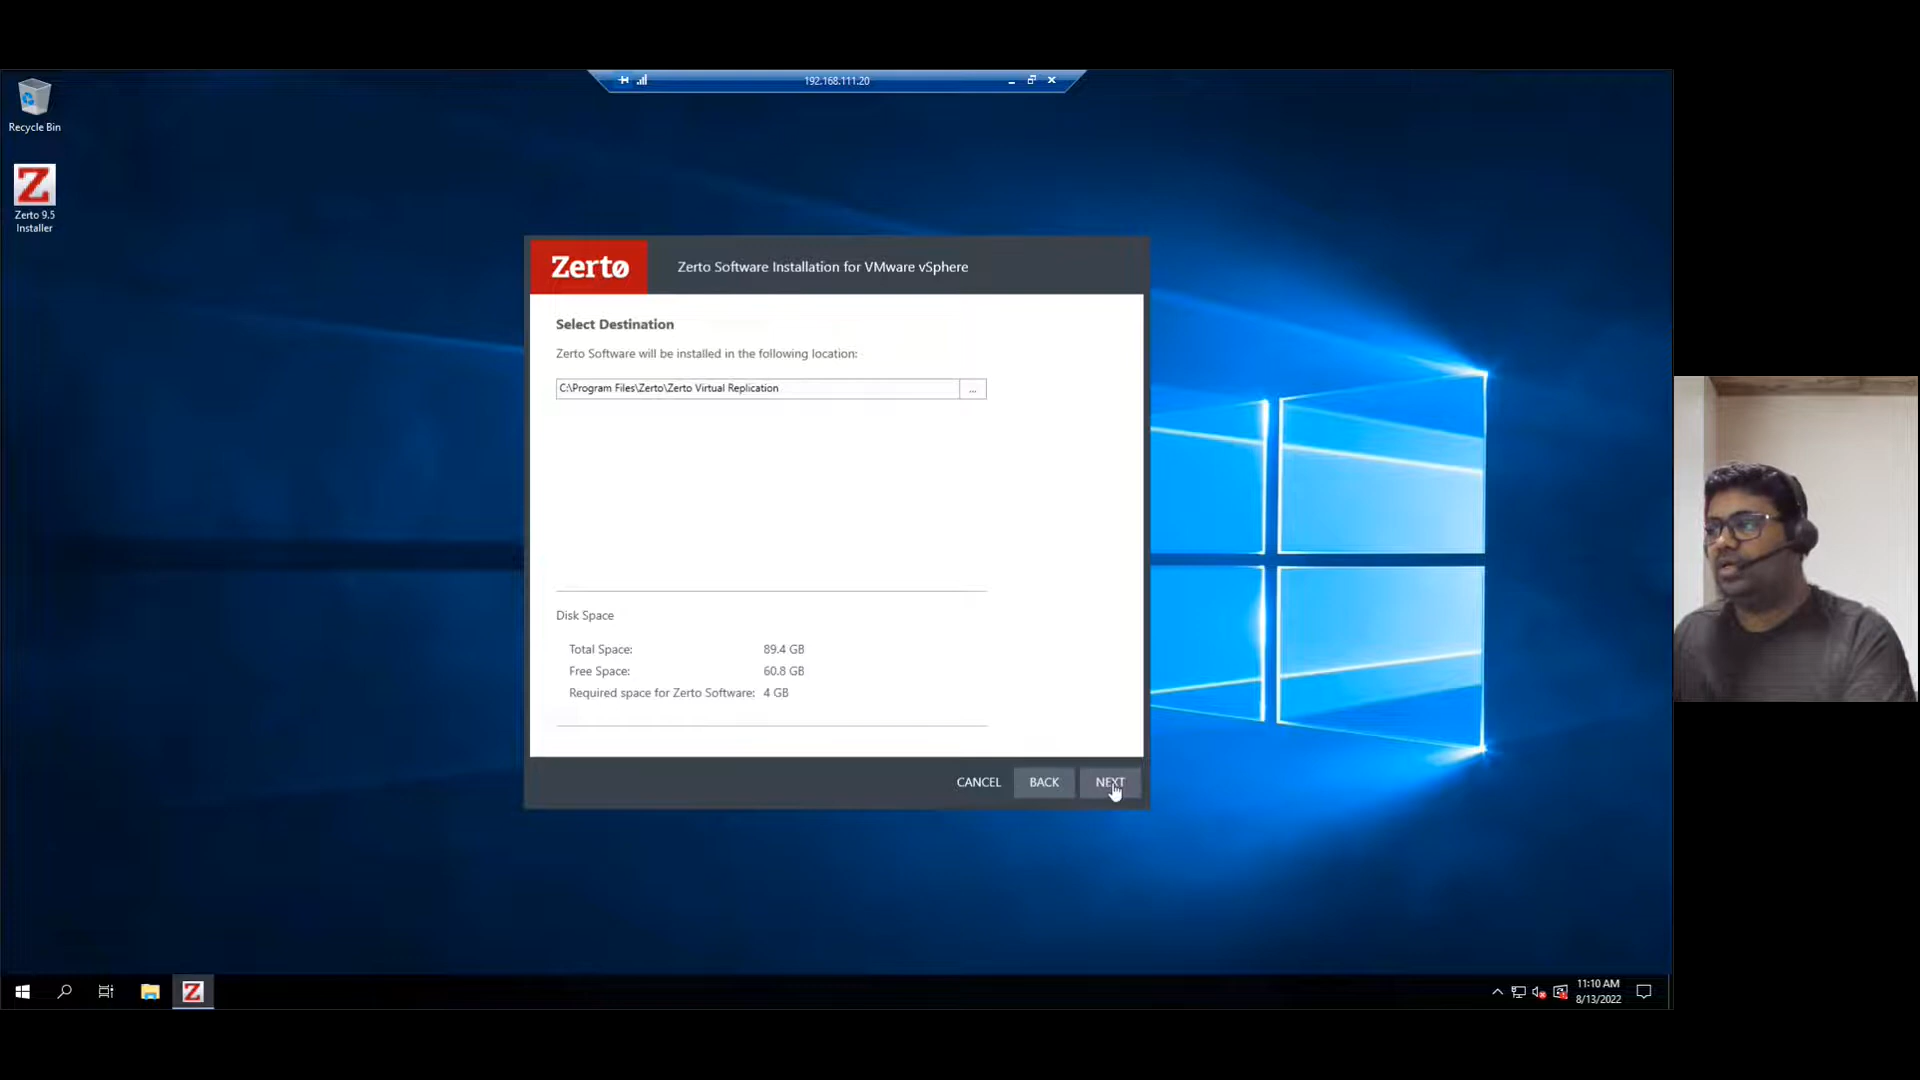 192.168.111.20
Recycle Bin
Z
Zerto 9.5
Installer
Zerto
Zerto Software Installation for VMware vSphere
Select Destination
Zerto Software will be installed in the following location:
C:\Program Files\Zerto\Zerto Virtual Replication
...
Disk Space
Total Space: 89.4 GB
Free Space: 60.8 GB
Required space for Zerto Software: 4 GB
CANCEL
BACK
NEXT
Z
11:10 AM
8/13/2022